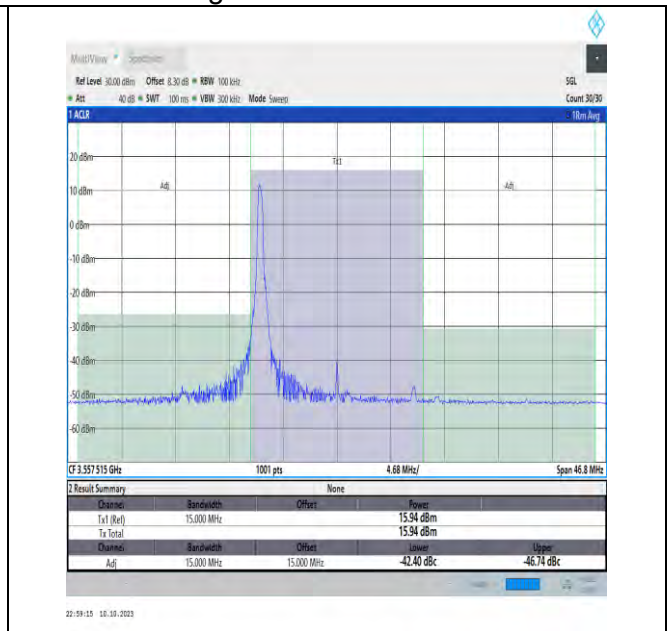 MultiView Spectrum
Ref Level 30.00 dBm Offset 8.30 dB RBW 100 kHz SGL
Att 40 dB SWT 100 ms VBW 300 kHz Mode Sweep Count 30/30
1 ACLR 1Rm Avg
Tx1
20 dBm
Adj Adj
10 dBm
0 dBm
-10 dBm
-20 dBm
-30 dBm
-40 dBm
-50 dBm
-60 dBm
CF 3.557 515 GHz 1001 pts 4.68 MHz/ Span 46.8 MHz
2 Result Summary None
Channel Bandwidth Offset Power
Tx1 (Ref) 15.000 MHz 15.94 dBm
Tx Total 15.94 dBm
Channel Bandwidth Offset Lower Upper
Adj 15.000 MHz 15.000 MHz -42.40 dBc -46.74 dBc
22:59:15 10.10.2023